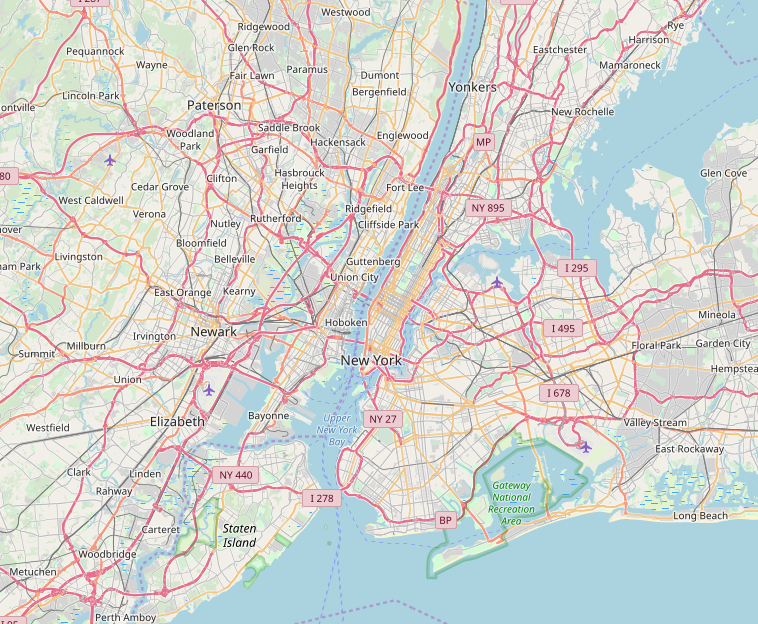 I 287
Westwood
Rye
Ridgewood
Harrison
Pequannock
Glen Rock
Eastchester
Wayne
Paramus
Mamaroneck
Fair Lawn
Dumont
Lincoln Park
Bergenfield
Yonkers
ontville
Paterson
New Rochelle
Saddle Brook
Woodland
Park
Englewood
Hackensack
MP
Garfield
80
Clifton
Hasbrouck
Heights
Fort Lee
Glen Cove
Cedar Grove
West Caldwell
Verona
Rutherford
Ridgefield
NY 895
Nutley
Cliffside Park
nover
Bloomfield
Livingston
Belleville
Guttenberg
am Park
Union City
I 295
East Orange
Kearny
Mineola
Newark
Hoboken
I 495
Irvington
Floral Park
Garden City
Millburn
Summit
New York
Hempste
Union
I 678
Bayonne
Elizabeth
Upper
New York
Bay
NY 27
Valley Stream
Westfield
East Rockaway
Clark
Linden
NY 440
Rahway
I 278
Gateway
National
Recreation
Area
Long Beach
BP
Carteret
Staten
Island
Woodbridge
Metuchen
Perth Amboy
I 95